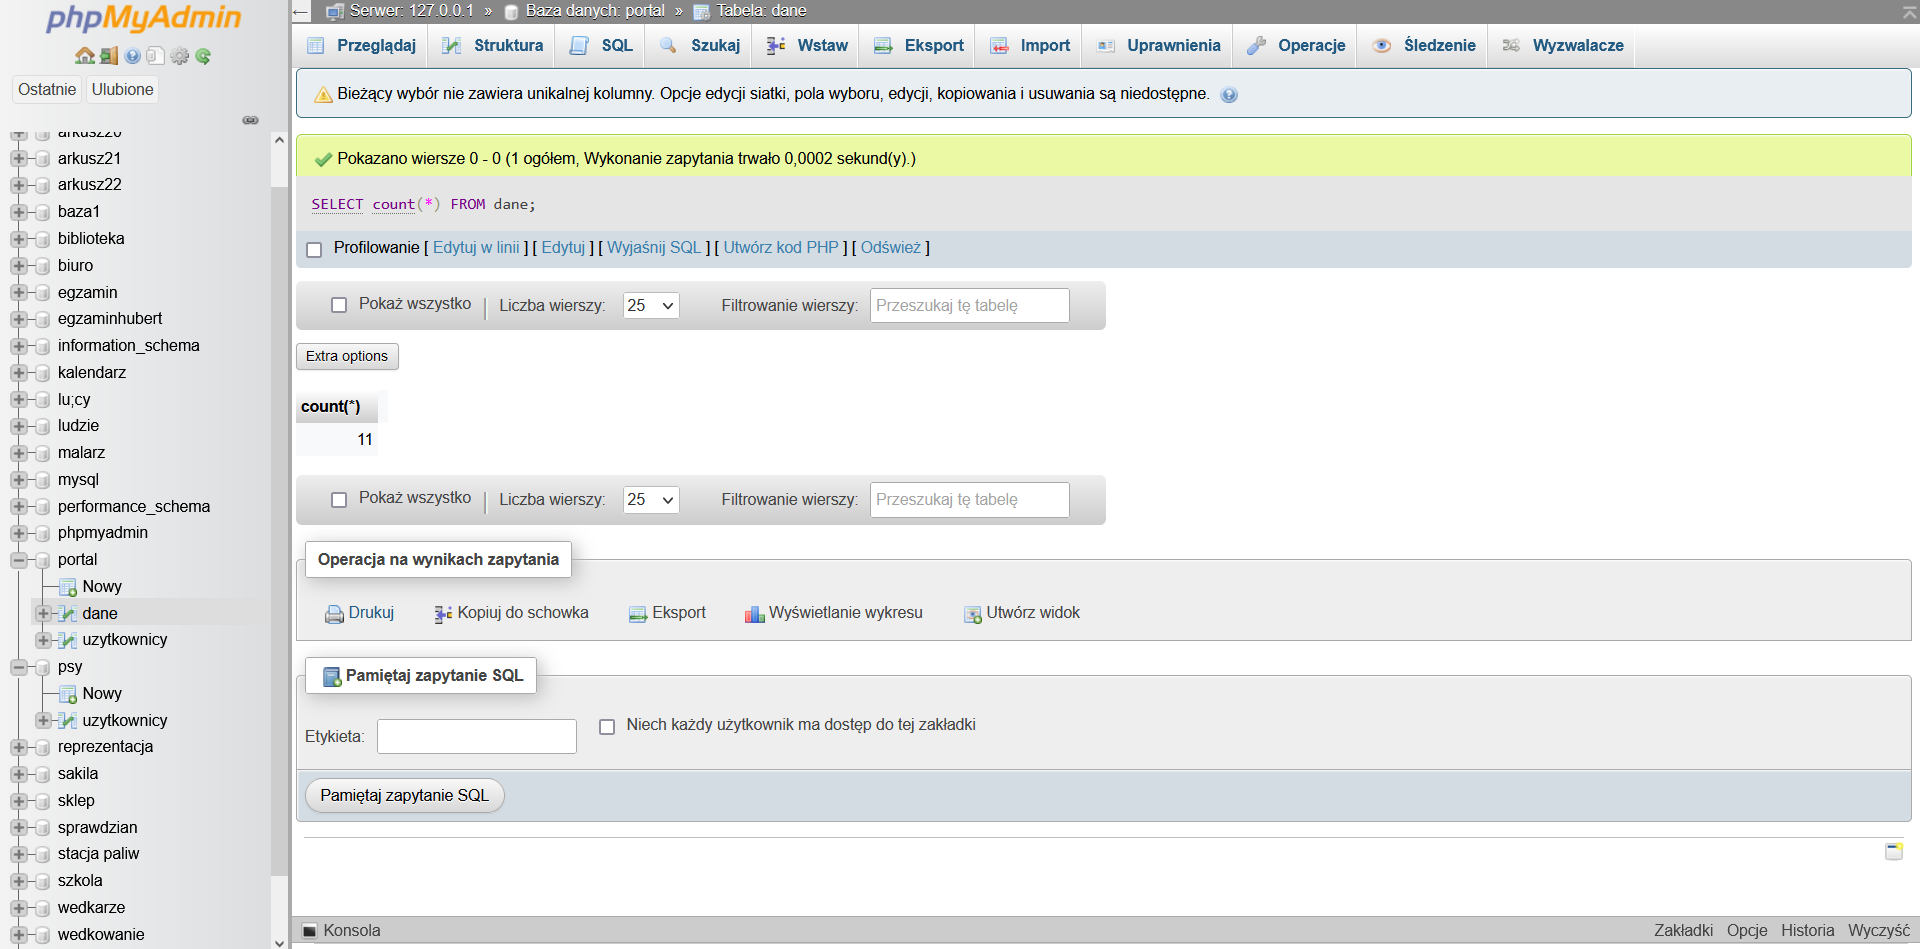 phpMyAdmin
Ostatnie Ulubione
arkusz20
arkusz21
arkusz22
baza1
biblioteka
biuro
egzamin
egzaminhubert
information_schema
kalendarz
lu;cy
ludzie
malarz
mysql
performance_schema
phpmyadmin
portal
Nowy
dane
uzytkownicy
psy
Nowy
uzytkownicy
reprezentacja
sakila
sklep
sprawdzian
stacja paliw
szkola
wedkarze
wedkowanie
← Serwer: 127.0.0.1 » Baza danych: portal » Tabela: dane
Przeglądaj Struktura SQL Szukaj Wstaw Eksport Import Uprawnienia Operacje Śledzenie Wyzwalacze
Bieżący wybór nie zawiera unikalnej kolumny. Opcje edycji siatki, pola wyboru, edycji, kopiowania i usuwania są niedostępne.
Pokazano wiersze 0 - 0 (1 ogółem, Wykonanie zapytania trwało 0,0002 sekund(y).)
SELECT count(*) FROM dane;
Profilowanie [ Edytuj w linii ] [ Edytuj ] [ Wyjaśnij SQL ] [ Utwórz kod PHP ] [ Odśwież ]
Pokaż wszystko | Liczba wierszy: 25 Filtrowanie wierszy: Przeszukaj tę tabelę
Extra options
count(*)
11
Pokaż wszystko | Liczba wierszy: 25 Filtrowanie wierszy: Przeszukaj tę tabelę
Operacja na wynikach zapytania
Drukuj Kopiuj do schowka Eksport Wyświetlanie wykresu Utwórz widok
Pamiętaj zapytanie SQL
Etykieta: Niech każdy użytkownik ma dostęp do tej zakładki
Pamiętaj zapytanie SQL
Konsola Zakładki Opcje Historia Wyczyść